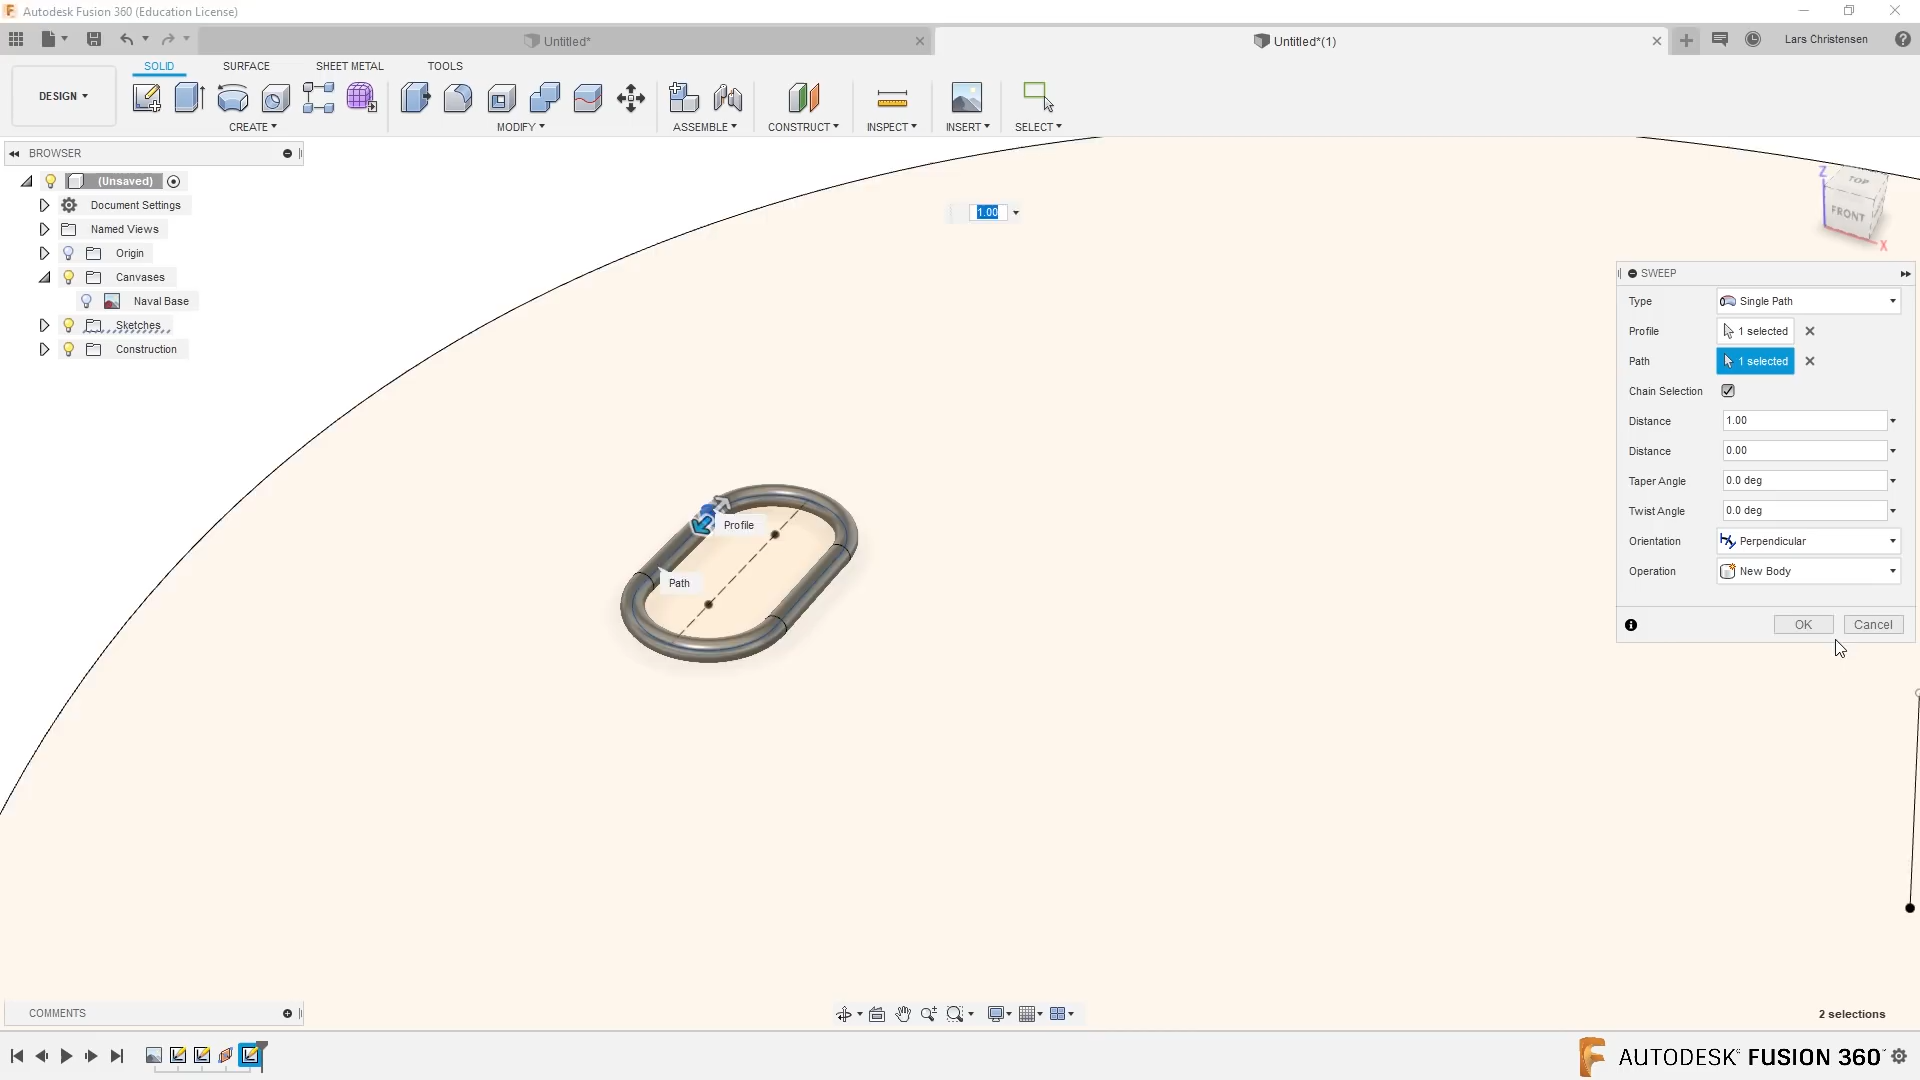 Autodesk Fusion 360 (Education License)
Untitled*
Untitled*(1)
Lars Christensen
SOLID
SURFACE
SHEET METAL
TOOLS
DESIGN
CREATE
MODIFY
ASSEMBLE
CONSTRUCT
INSPECT
INSERT
SELECT
BROWSER
(Unsaved)
Document Settings
Named Views
Origin
Canvases
Naval Base
Sketches
Construction
1.00
Z
TOP
FRONT
X
SWEEP
Type
Single Path
Profile
1 selected
Path
1 selected
Chain Selection
Distance
1.00
Distance
0.00
Taper Angle
0.0 deg
Twist Angle
0.0 deg
Orientation
Perpendicular
Operation
New Body
OK
Cancel
Profile
Path
COMMENTS
2 selections
AUTODESK FUSION 360